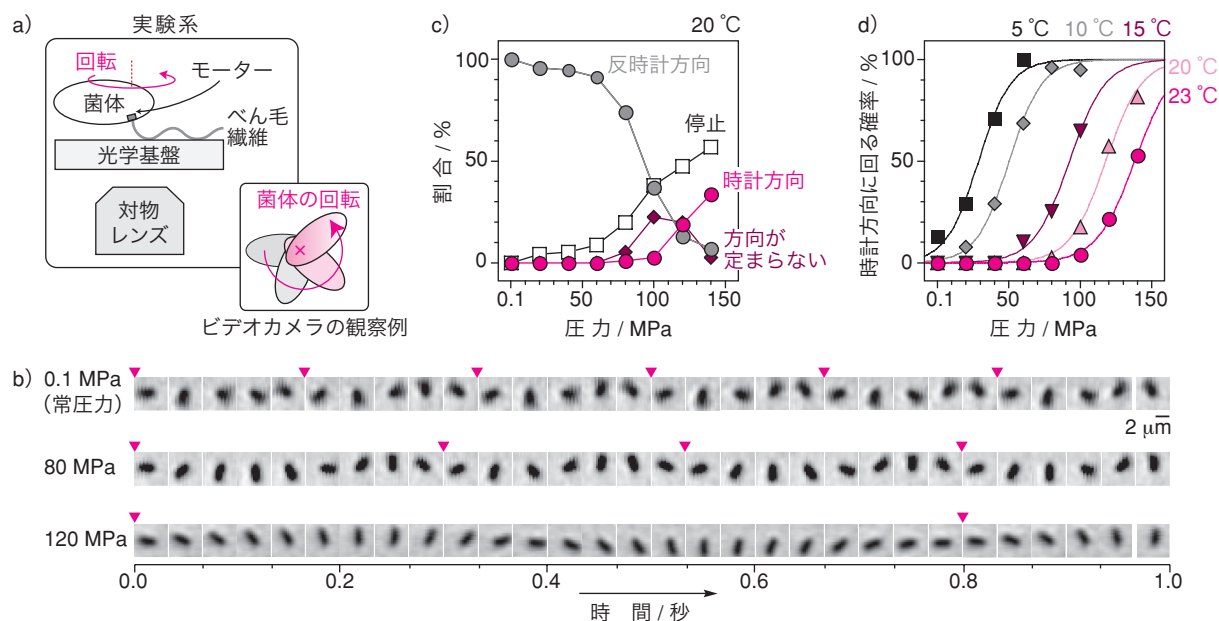 a）
実験系
回転
モーター
菌体
べん毛
繊維
光学基盤
対物
レンズ
菌体の回転
ビデオカメラの観察例
c）
20 ℃
100
50
0
割合 / %
反時計方向
停止
時計方向
方向が
定まらない
0.1
50
100
150
圧 力 / MPa
d）
5 ℃
10 ℃
15 ℃
20 ℃
23 ℃
100
50
0
時計方向に回る確率 / %
0.1
50
100
150
圧 力 / MPa
b）
0.1 MPa
（常圧力）
2 μm
80 MPa
120 MPa
0.0
0.2
0.4
0.6
0.8
1.0
時 間 / 秒